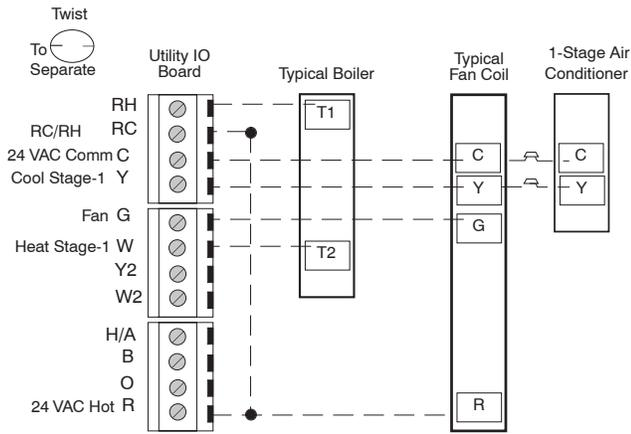 Twist
To
Separate
Utility IO
Board
Typical Boiler
Typical
Fan Coil
1-Stage Air
Conditioner
RH
T1
RC/RH
RC
24 VAC Comm C
C
C
Cool Stage-1 Y
Y
Y
Fan G
G
Heat Stage-1 W
T2
Y2
W2
H/A
B
O
24 VAC Hot R
R